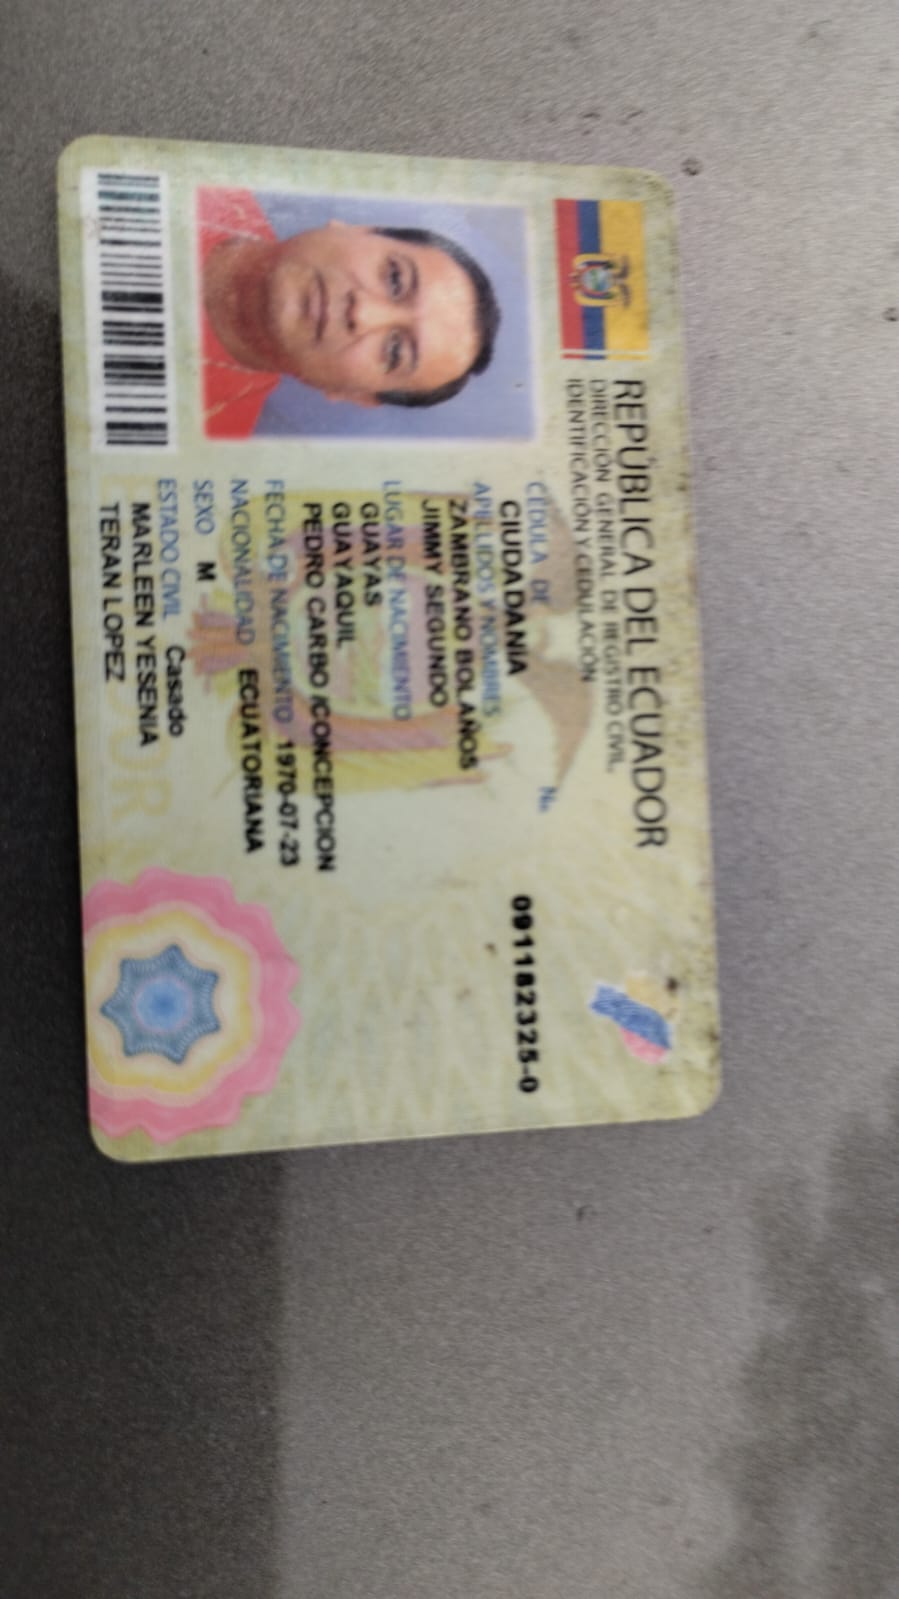 REPÚBLICA DEL ECUADOR
DIRECCIÓN GENERAL DE REGISTRO CIVIL,
IDENTIFICACIÓN Y CEDULACIÓN
CÉDULA DE No. 091182325-0
CIUDADANÍA
APELLIDOS Y NOMBRES
ZAMBRANO BOLAÑOS
JIMMY SEGUNDO
LUGAR DE NACIMIENTO
GUAYAS
GUAYAQUIL
PEDRO CARBO /CONCEPCION
FECHA DE NACIMIENTO 1970-07-23
NACIONALIDAD ECUATORIANA
SEXO M
ESTADO CIVIL Casado
MARLEEN YESENIA
TERAN LOPEZ